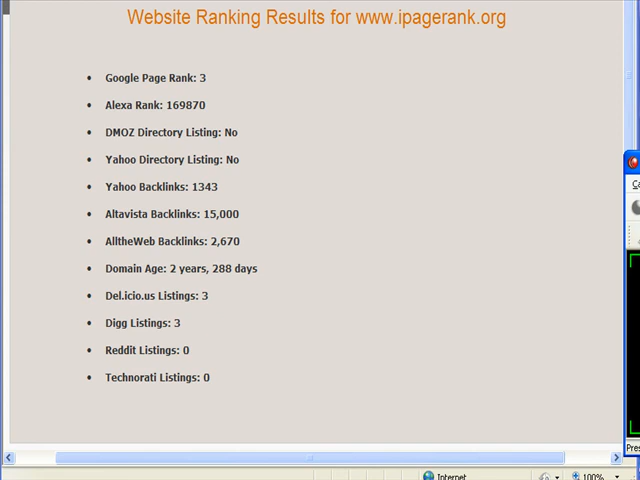 Website Ranking Results for www.ipagerank.org
• Google Page Rank: 3
• Alexa Rank: 169870
• DMOZ Directory Listing: No
• Yahoo Directory Listing: No
• Yahoo Backlinks: 1343
• Altavista Backlinks: 15,000
• AlltheWeb Backlinks: 2,670
• Domain Age: 2 years, 288 days
• Del.icio.us Listings: 3
• Digg Listings: 3
• Reddit Listings: 0
• Technorati Listings: 0
Ca
Pres
Internet
100%